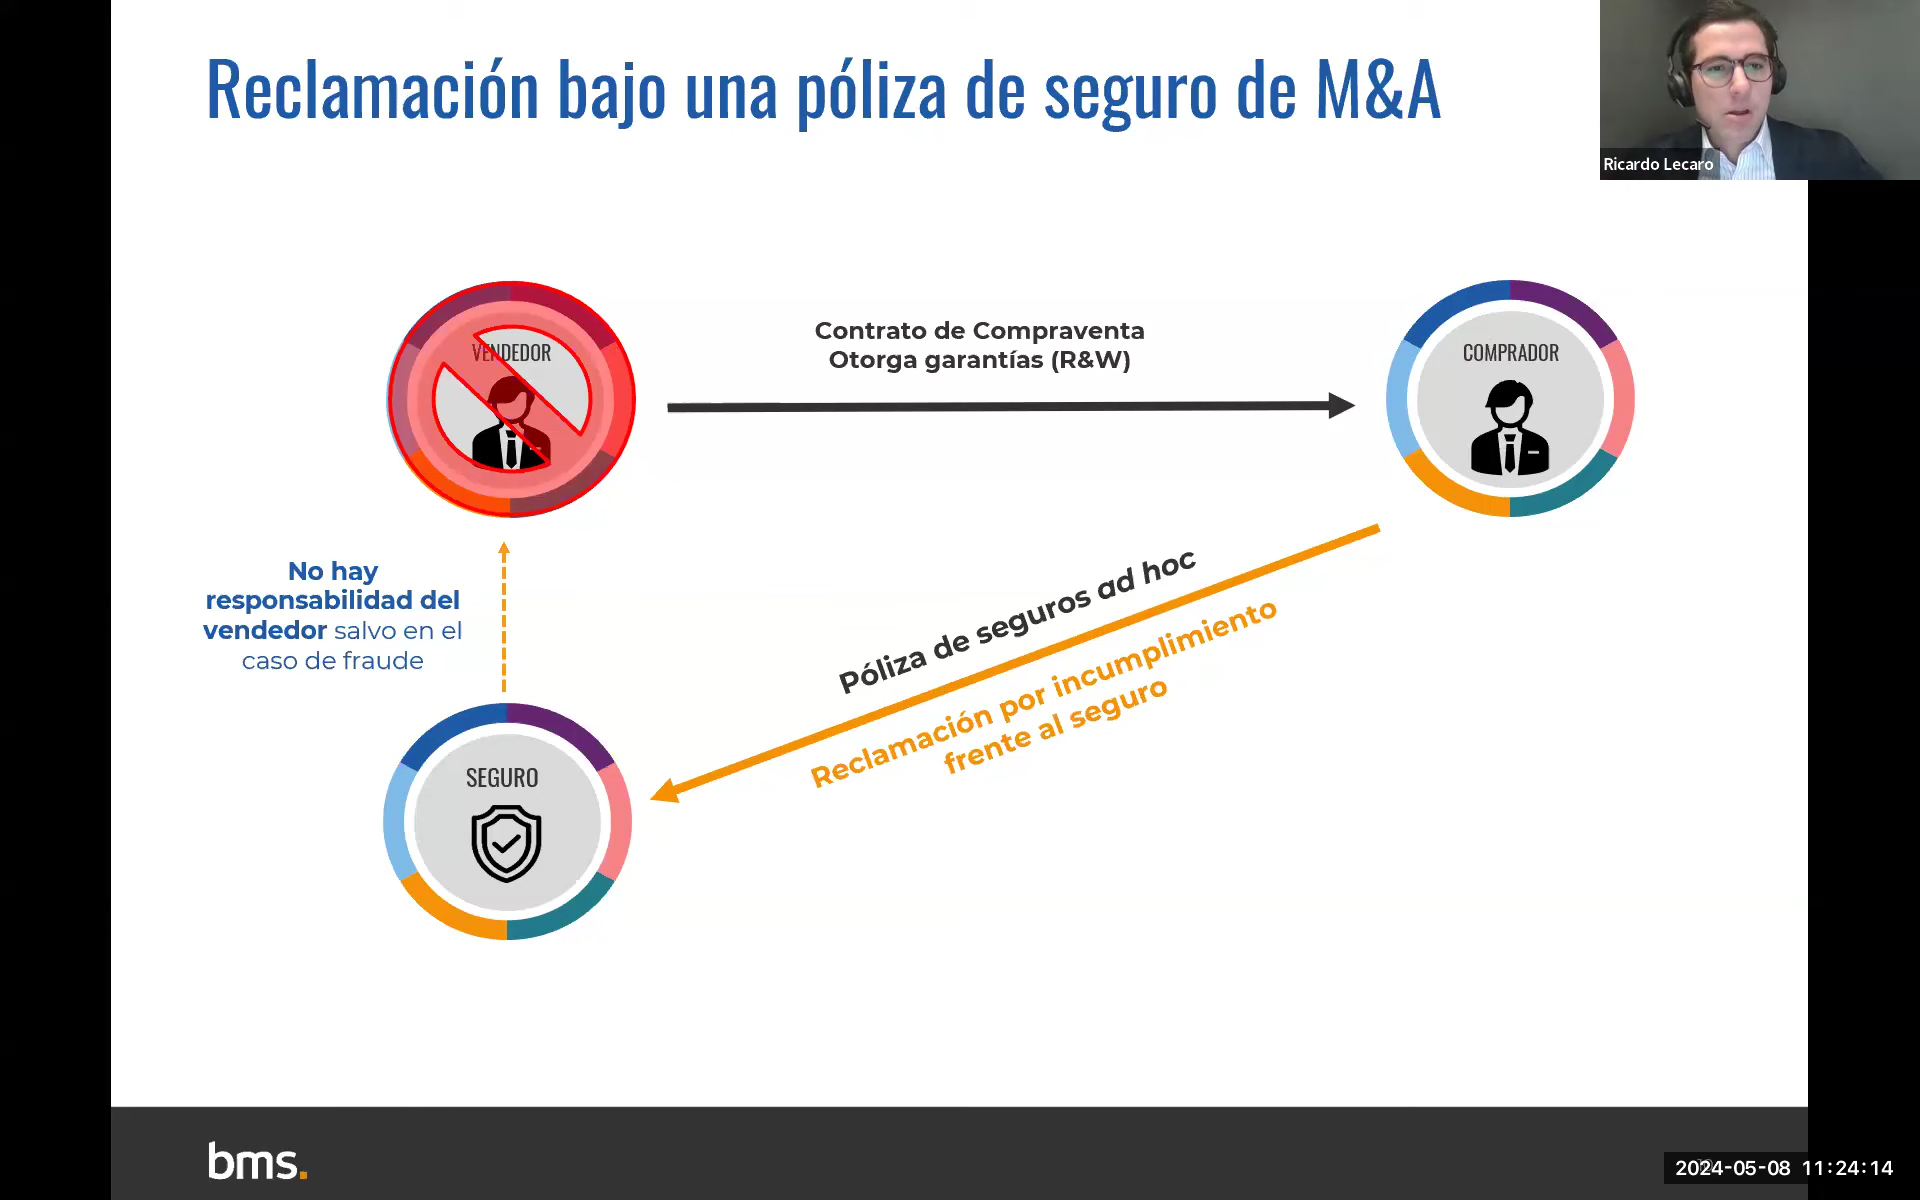 Reclamación bajo una póliza de seguro de M&A
Ricardo Lecaro
VENDEDOR
Contrato de Compraventa
Otorga garantías (R&W)
COMPRADOR
No hay
responsabilidad del
vendedor salvo en el
caso de fraude
Póliza de seguros ad hoc
Reclamación por incumplimiento
frente al seguro
SEGURO
bms.
2024-05-08 11:24:14